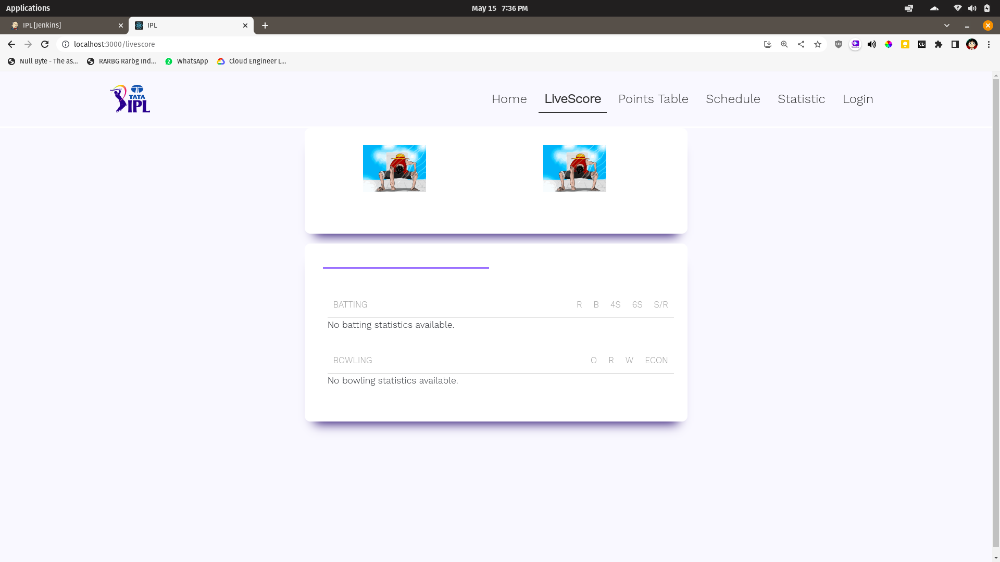 Applications May 15 7:36 PM
IPL [Jenkins] IPL
localhost:3000/livescore
Null Byte - The as... RARBG Rarbg Ind... 2 WhatsApp Cloud Engineer L...
TATA
IPL
Home LiveScore Points Table Schedule Statistic Login
BATTING R B 4S 6S S/R
No batting statistics available.
BOWLING O R W ECON
No bowling statistics available.